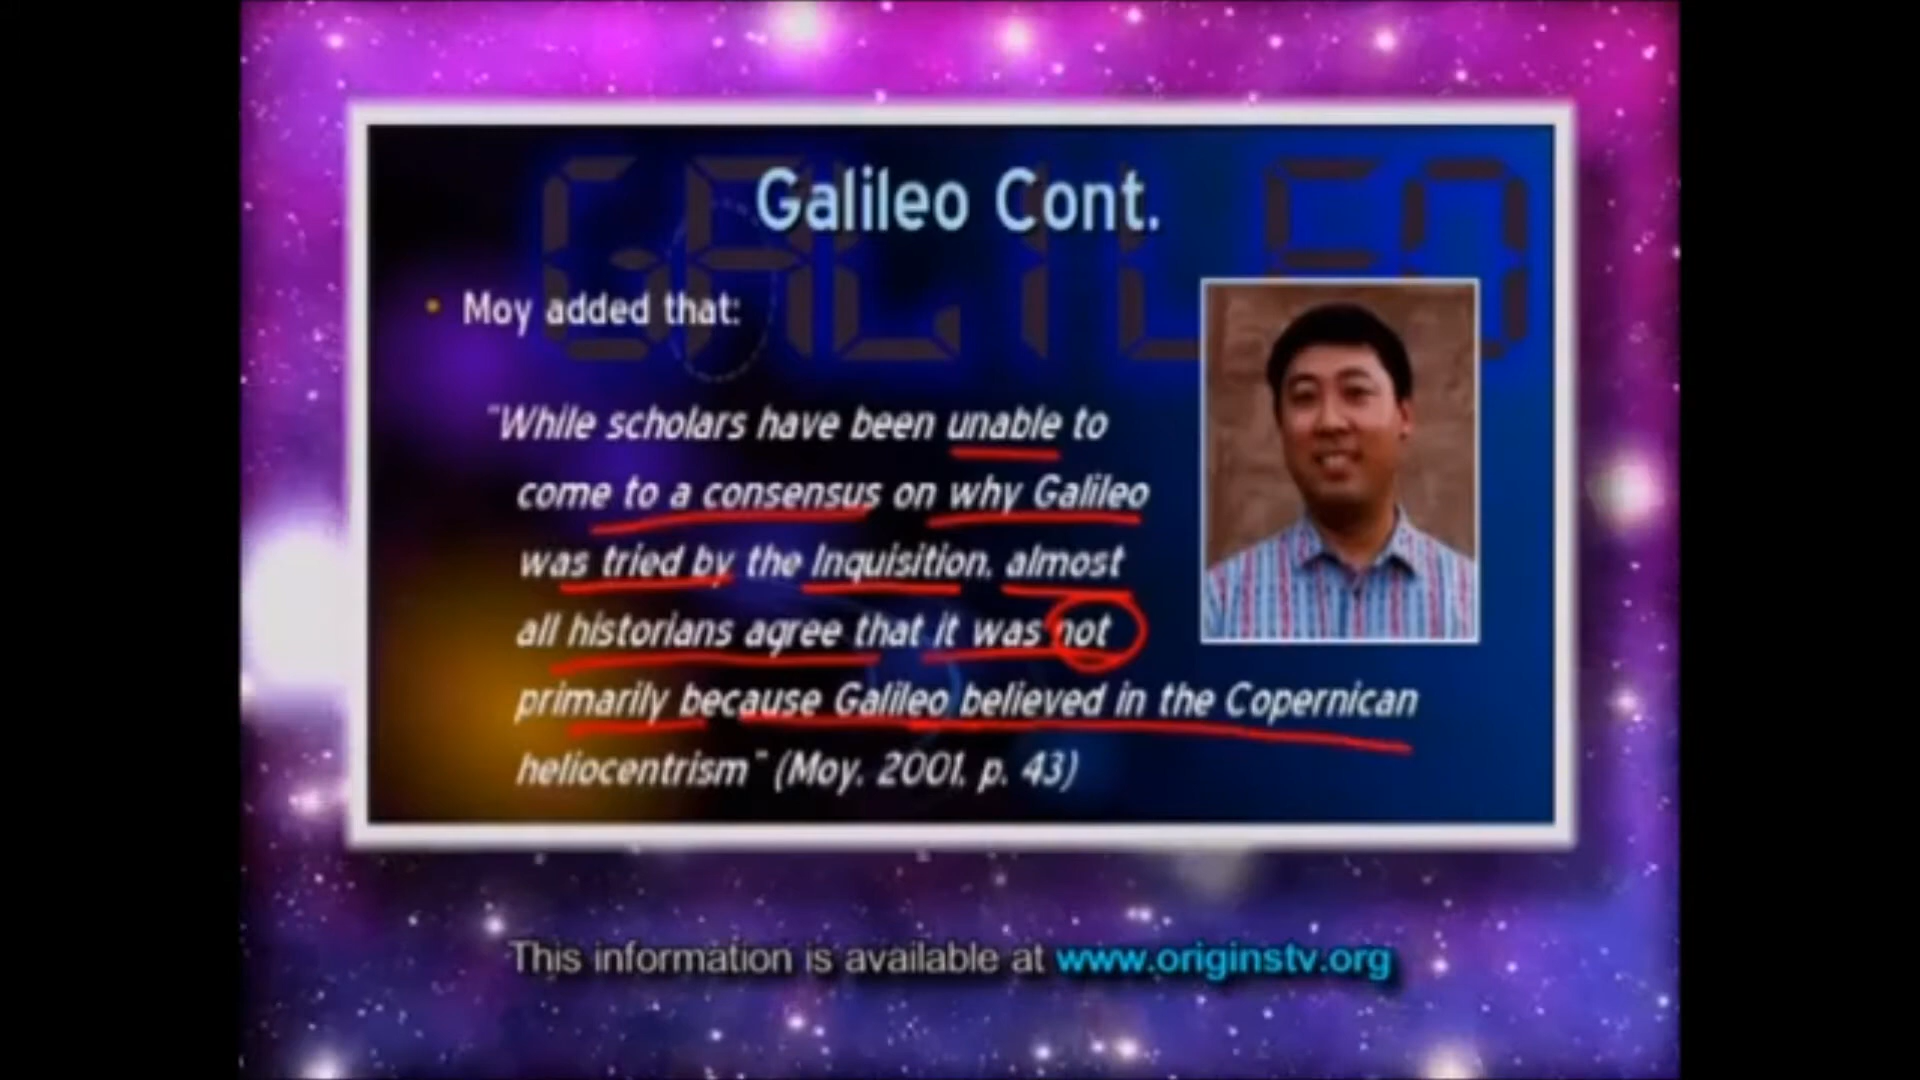 GALILEO
Galileo Cont.
• Moy added that:
"While scholars have been unable to
come to a consensus on why Galileo
was tried by the Inquisition, almost
all historians agree that it was not
primarily because Galileo believed in the Copernican
heliocentrism" (Moy, 2001, p. 43)
This information is available at www.originstv.org